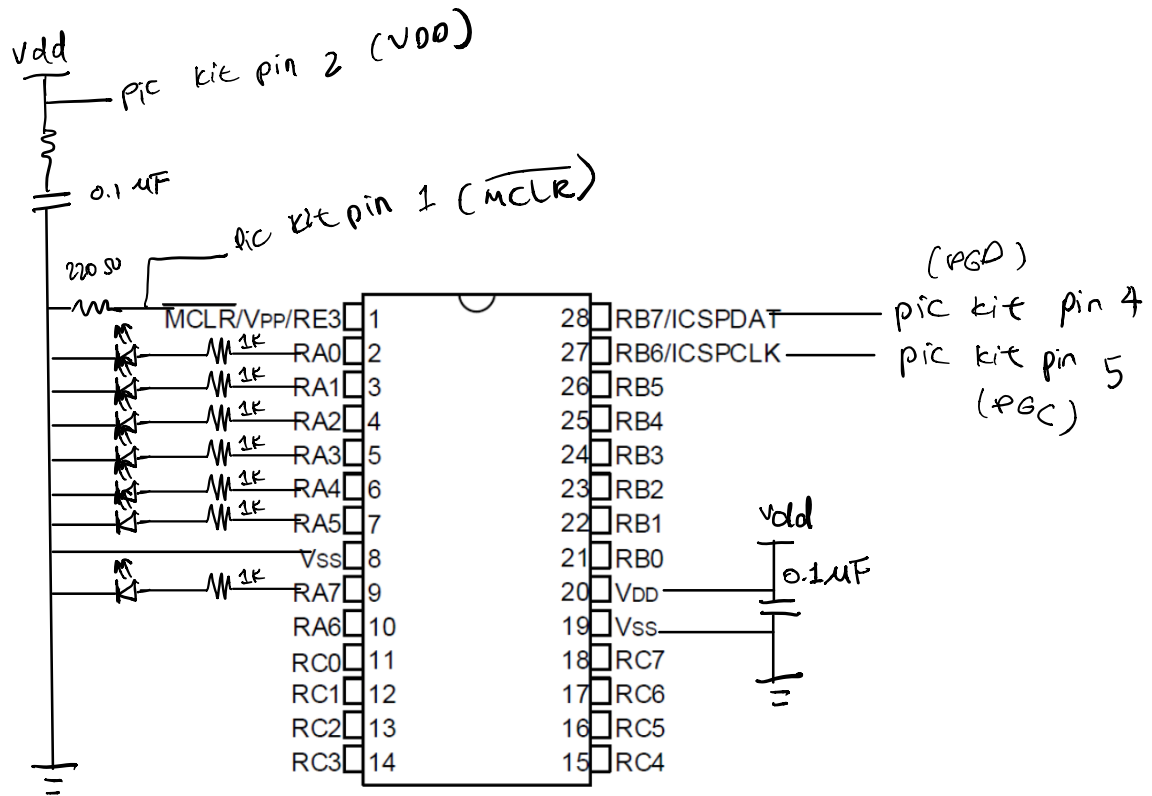 Vdd
pic kit pin 2 (VDD)
0.1 μF
pic kit pin 1 (MCLR)
220 Ω
(PGD)
pic kit pin 4
pic kit pin 5
(PGC)
MCLR/VPP/RE3 1
1K RA0 2
1K RA1 3
1K RA2 4
1K RA3 5
1K RA4 6
1K RA5 7
VSS 8
1K RA7 9
RA6 10
RC0 11
RC1 12
RC2 13
RC3 14
28 RB7/ICSPDAT
27 RB6/ICSPCLK
26 RB5
25 RB4
24 RB3
23 RB2
22 RB1
21 RB0
20 VDD
19 VSS
18 RC7
17 RC6
16 RC5
15 RC4
Vdd
0.1 μF